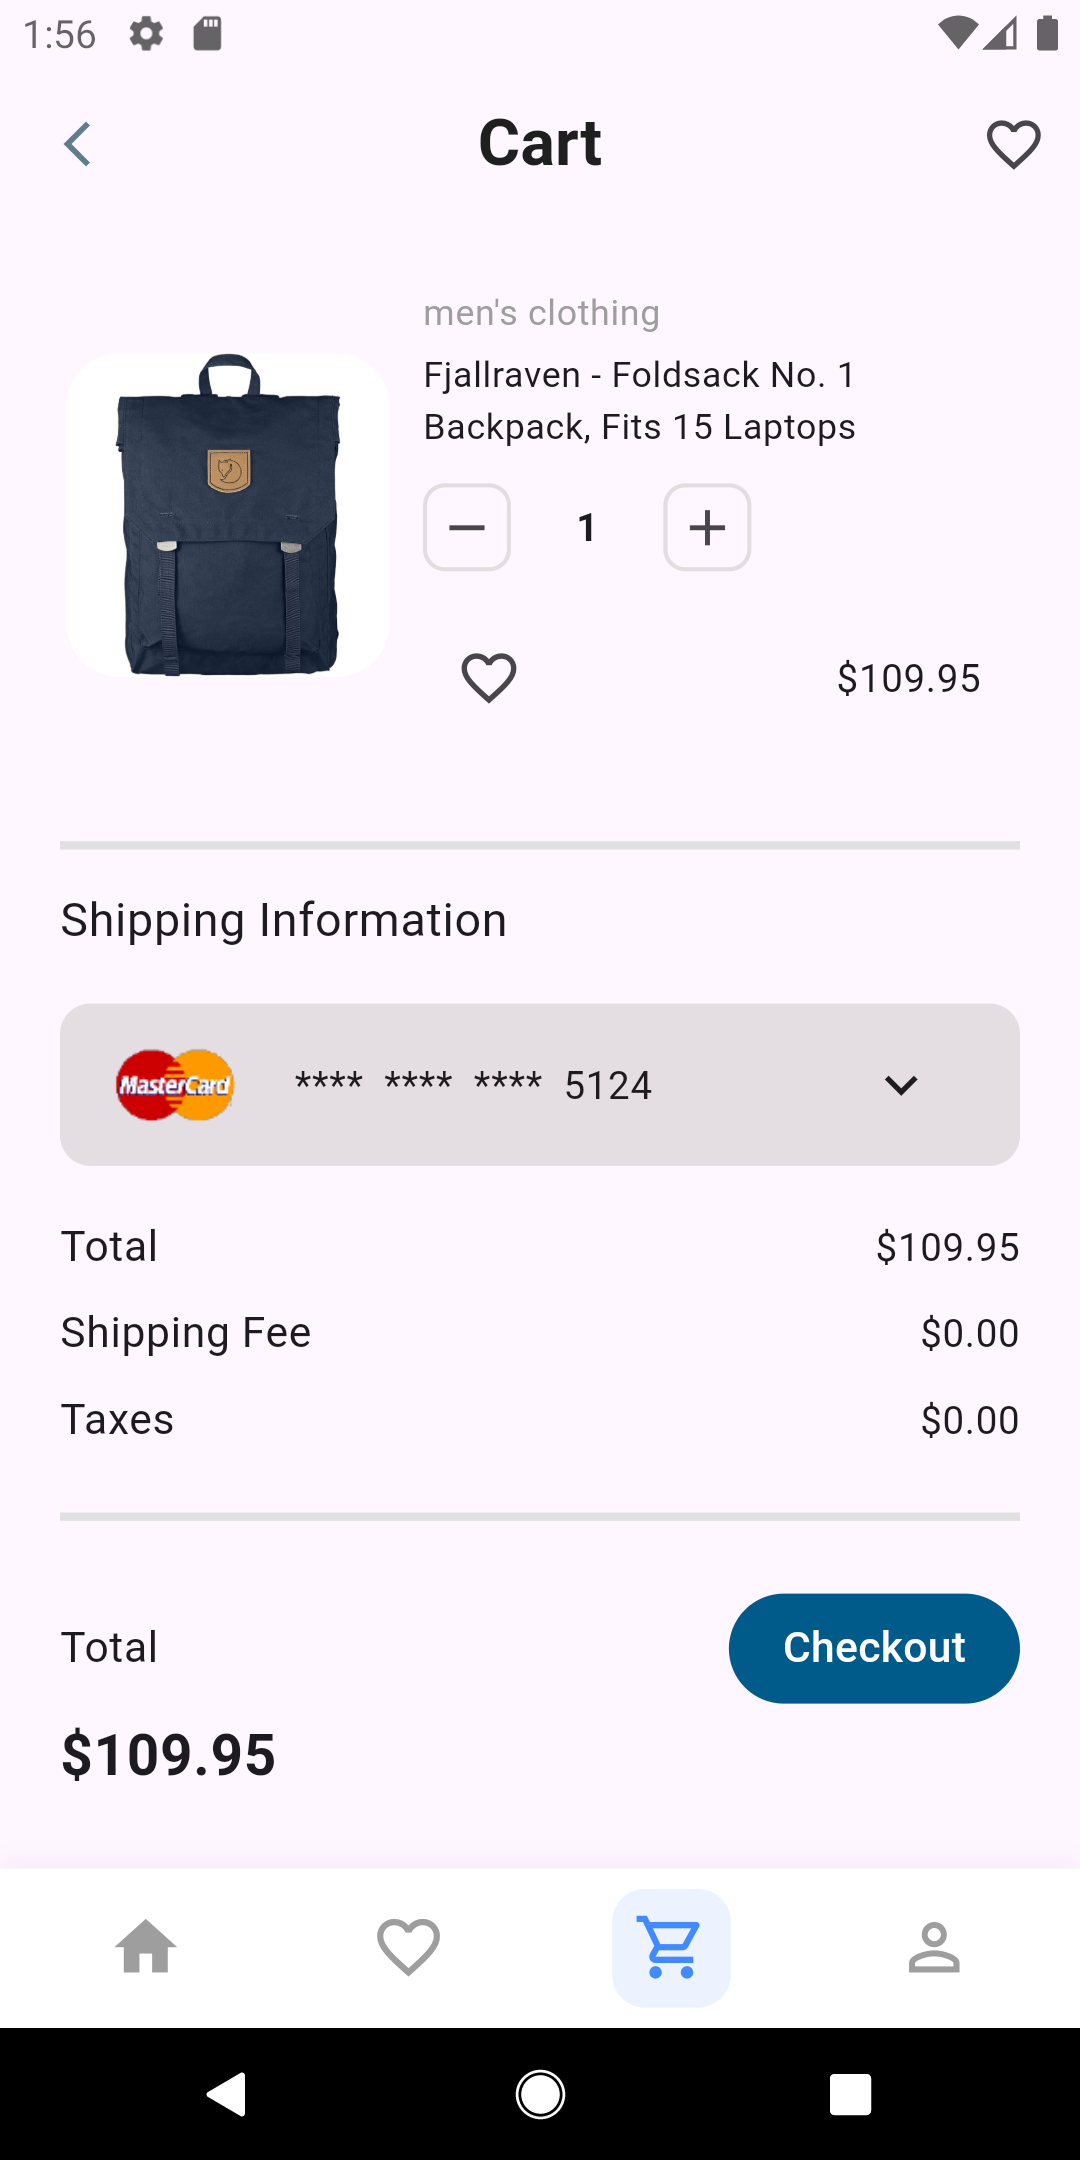 1:56
Cart
men's clothing
Fjallraven - Foldsack No. 1
Backpack, Fits 15 Laptops
1
$109.95
Shipping Information
MasterCard **** **** **** 5124
Total $109.95
Shipping Fee $0.00
Taxes $0.00
Total
Checkout
$109.95